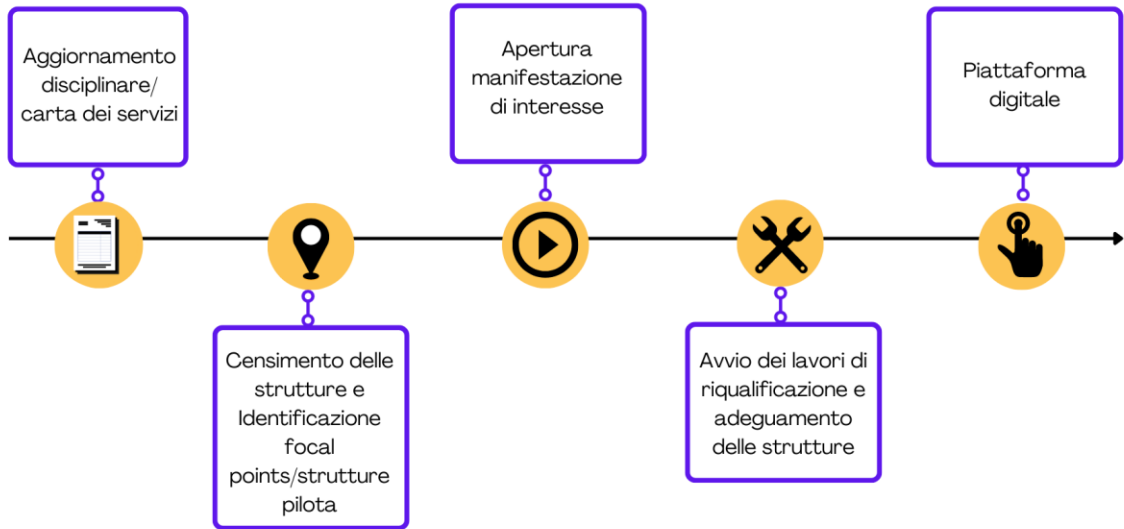 Aggiornamento
disciplinare/
carta dei servizi
Censimento delle
strutture e
Identificazione
focal
points/strutture
pilota
Apertura
manifestazione
di interesse
Avvio dei lavori di
riqualificazione e
adeguamento
delle strutture
Piattaforma
digitale